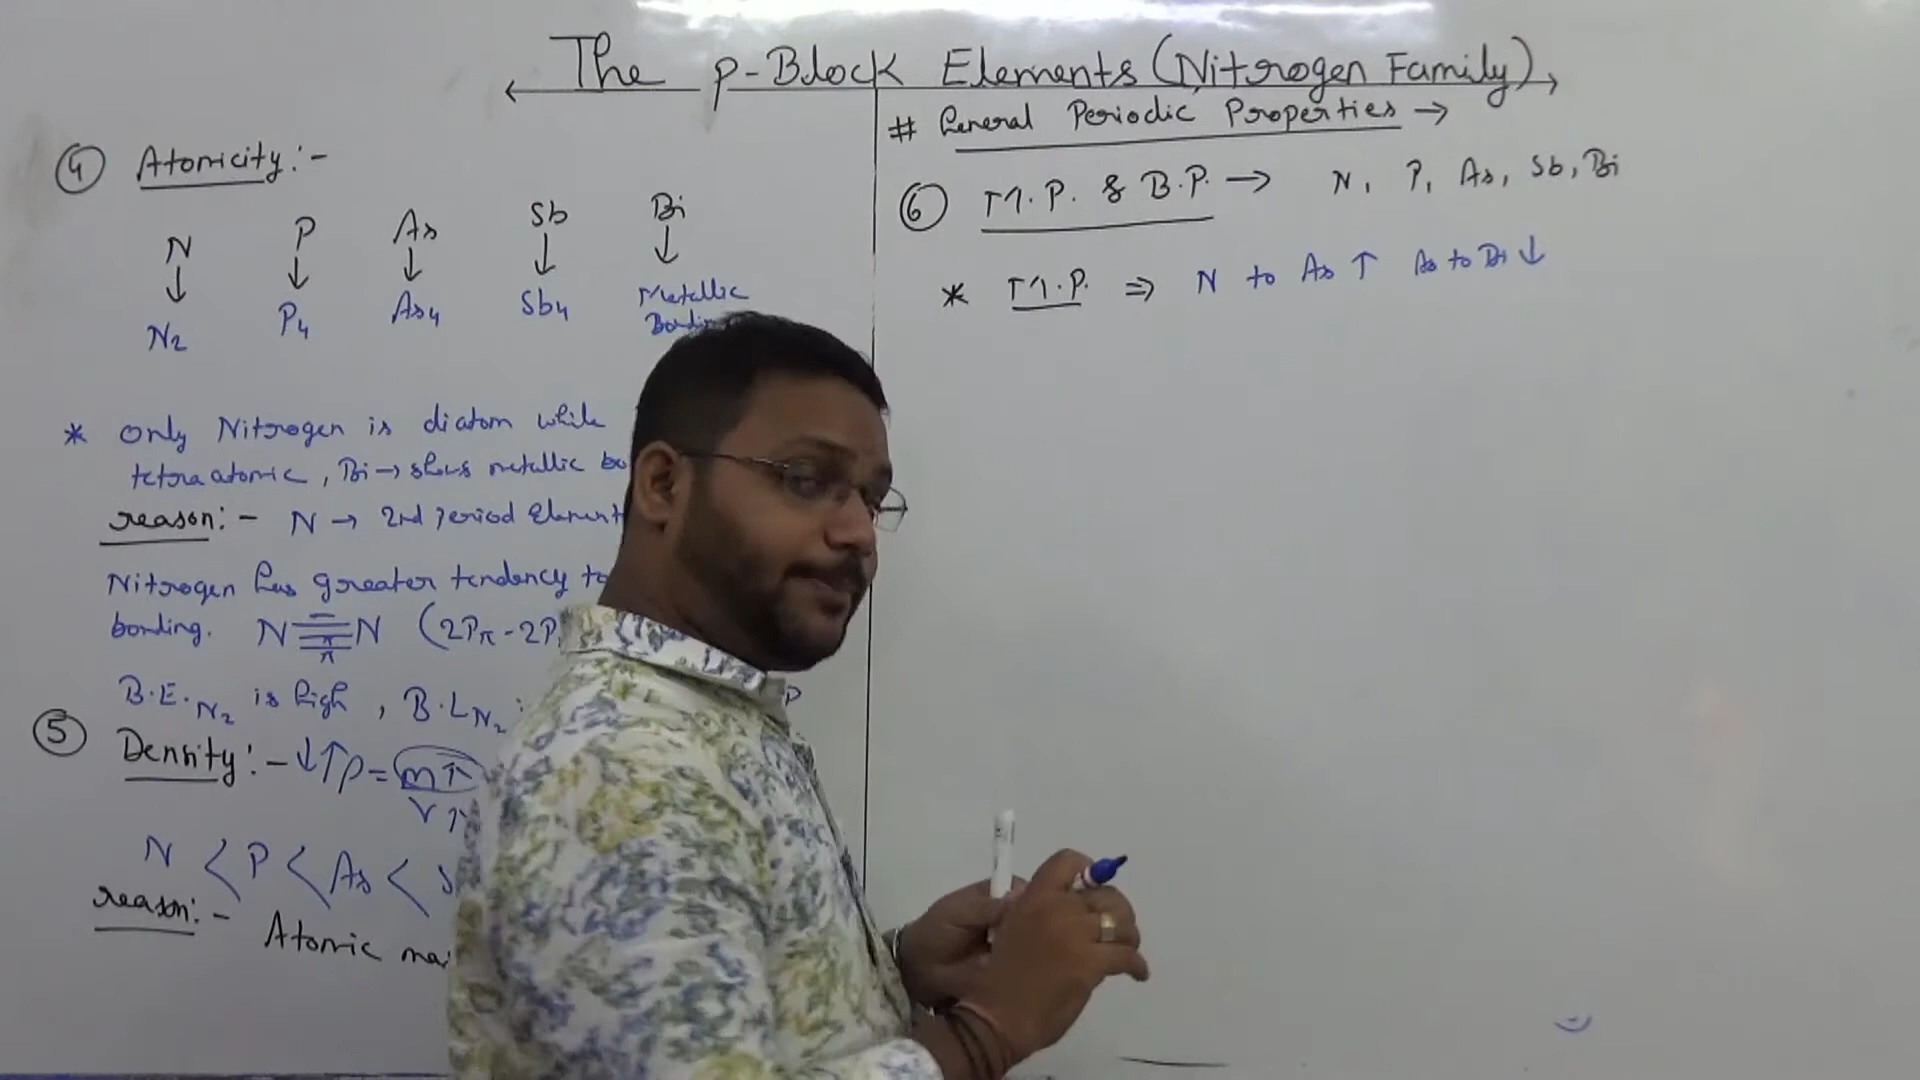 The p-Block Elements (Nitrogen Family)
④ Atomicity:-
N P As Sb Bi
↓ ↓ ↓ ↓ ↓
N₂ P₄ As₄ Sb₄ Metallic
* Only Nitrogen is diatom while
tetraatomic, Bi → shows metallic
reason:- N → 2nd Period Element
Nitrogen has greater tendency to
bonding. N≡N (2Pπ-2P
B.E.N₂ is high, B.L N₂
⑤ Density:- ↓↑ ρ = m↑
V↑
N < P < As <
reason:- Atomic
# General Periodic Properties →
⑥ M.P. & B.P. → N, P, As, Sb, Bi
* M.P. ⇒ N to As ↑ As to Bi ↓